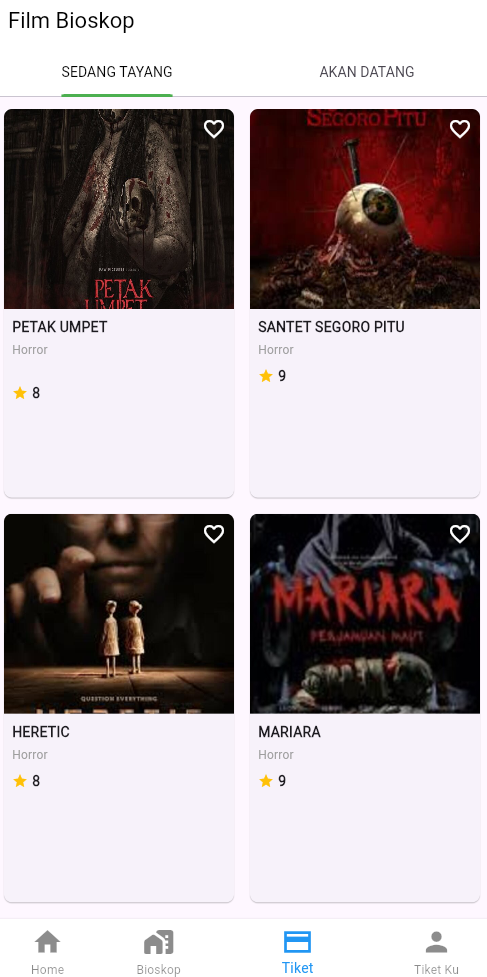 Film Bioskop
SEDANG TAYANG
AKAN DATANG
PETAK
UMPET
PETAK UMPET
Horror
8
SEGORO PITU
SANTET SEGORO PITU
Horror
9
QUESTION EVERYTHING
HERETIC
HERETIC
Horror
8
MARIARA
PERJANJIAN MAUT
MARIARA
Horror
9
Home
Bioskop
Tiket
Tiket Ku